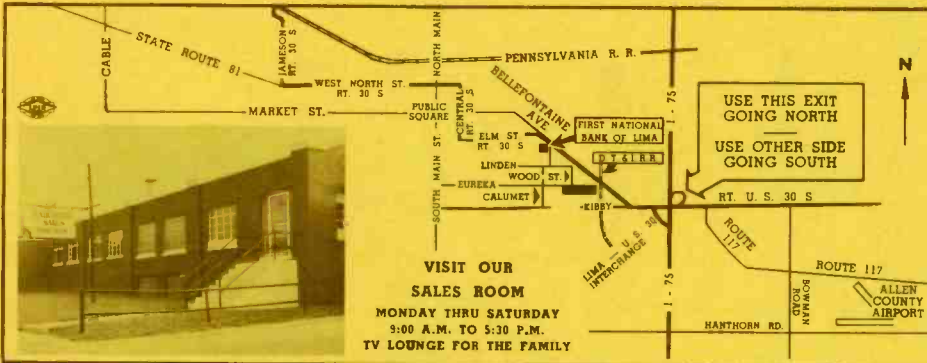 CABLE
STATE ROUTE 81
JAMESON
RT. 30 S
NORTH MAIN
PENNSYLVANIA R. R.
WEST NORTH ST.
RT. 30 S
MARKET ST.
PUBLIC
SQUARE
CENTRAL
RT. 30 S
BELLEFONTAINE
AVE
ELM ST
RT. 30 S
FIRST NATIONAL
BANK OF LIMA
D T & I RR
LINDEN
WOOD ST.
EUREKA
CALUMET
KIBBY
SOUTH MAIN ST.
I - 75
N
USE THIS EXIT
GOING NORTH
USE OTHER SIDE
GOING SOUTH
RT. U.S. 30 S
LIMA U.S. 30
INTERCHANGE
I - 75
ROUTE
117
ROUTE 117
BOWMAN
ROAD
ALLEN
COUNTY
AIRPORT
HANTHORN RD.
VISIT OUR
SALES ROOM
MONDAY THRU SATURDAY
9:00 A.M. TO 5:30 P.M.
TV LOUNGE FOR THE FAMILY